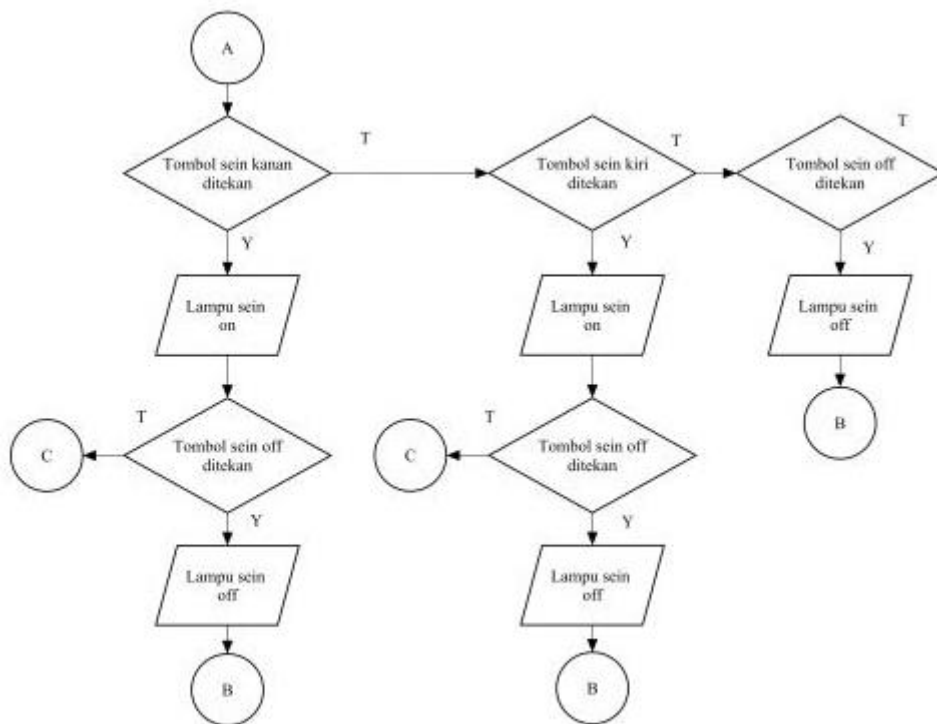 A
Tombol sein kanan
ditekan
T
Tombol sein kiri
ditekan
T
Tombol sein off
ditekan
T
Y
Y
Y
Lampu sein
on
Lampu sein
on
Lampu sein
off
T
Tombol sein off
ditekan
C
T
Tombol sein off
ditekan
C
B
Y
Y
Lampu sein
off
Lampu sein
off
B
B